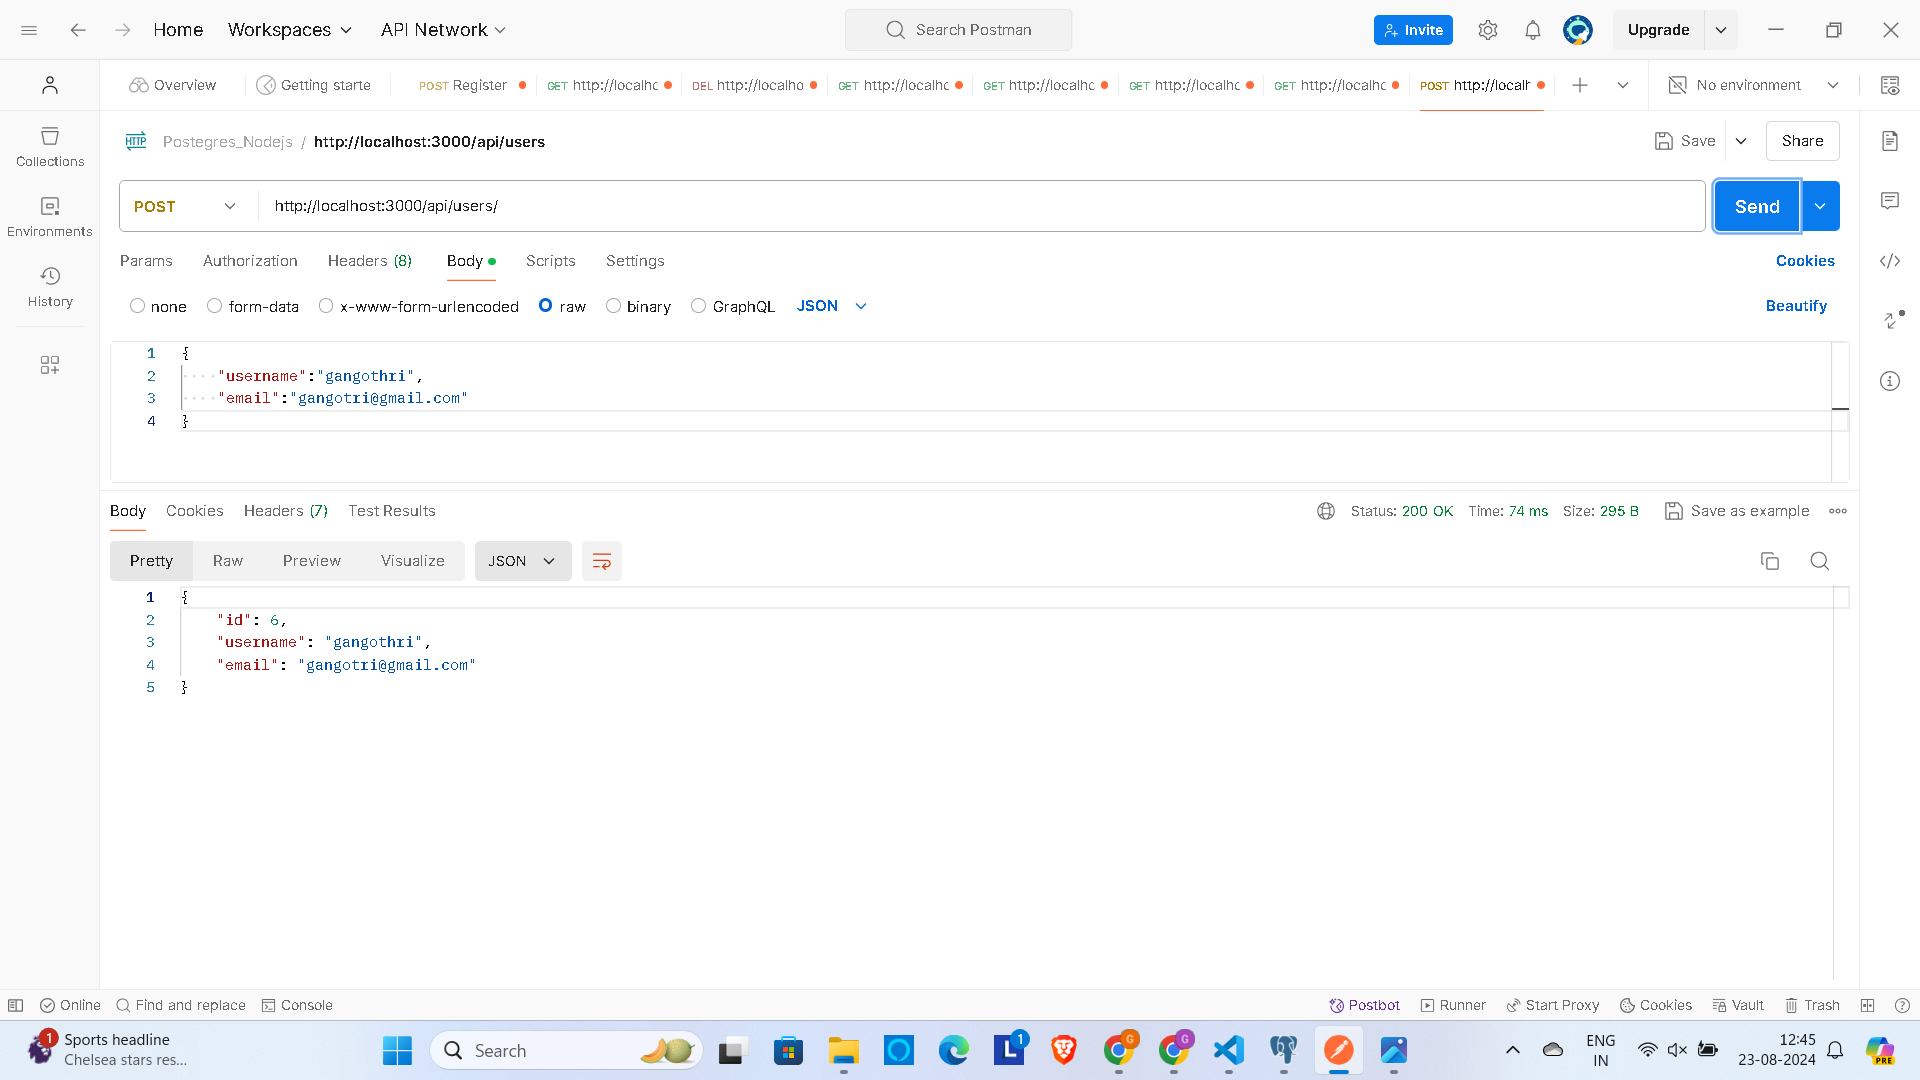 Home Workspaces API Network Search Postman Invite Upgrade
Overview Getting starte POST Register GET http://localhc DEL http://localho GET http://localhc GET http://localhc GET http://localhc GET http://localhc POST http://localh No environment
HTTP Postegres_Nodejs / http://localhost:3000/api/users Save Share
Collections
POST http://localhost:3000/api/users/ Send
Environments
Params Authorization Headers (8) Body Scripts Settings Cookies
History
none form-data x-www-form-urlencoded raw binary GraphQL JSON Beautify
1 {
2 ····"username":"gangothri",
3 ····"email":"gangotri@gmail.com"
4 }
Body Cookies Headers (7) Test Results Status: 200 OK Time: 74 ms Size: 295 B Save as example
Pretty Raw Preview Visualize JSON
1 {
2 "id": 6,
3 "username": "gangothri",
4 "email": "gangotri@gmail.com"
5 }
Online Find and replace Console Postbot Runner Start Proxy Cookies Vault Trash
1 Sports headline
Chelsea stars res...
Search
L 1
G
G
ENG
IN
12:45
23-08-2024
PRE